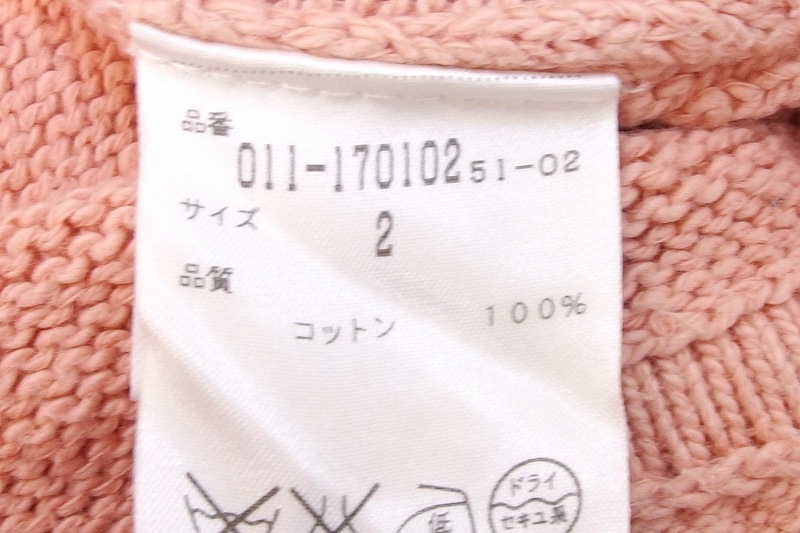 品番
011-170102 51-02
サイズ
2
品質
コットン 100%
低
ドライ
セキユ系